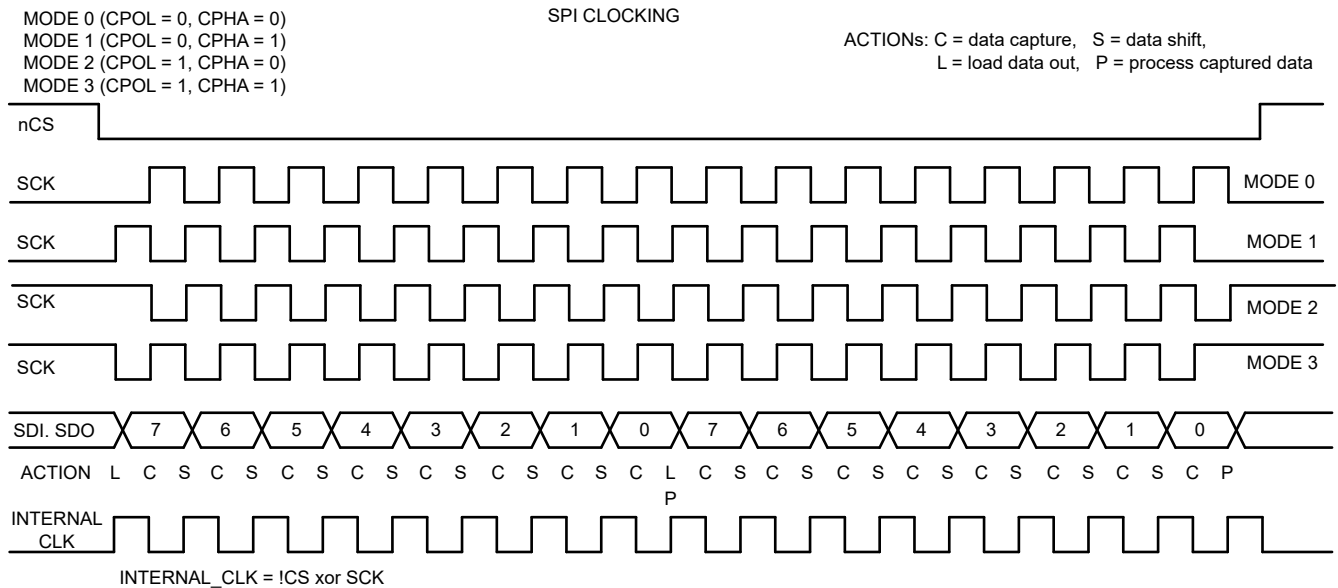 MODE 0 (CPOL = 0, CPHA = 0)
MODE 1 (CPOL = 0, CPHA = 1)
MODE 2 (CPOL = 1, CPHA = 0)
MODE 3 (CPOL = 1, CPHA = 1)
SPI CLOCKING
ACTIONs: C = data capture, S = data shift,
L = load data out, P = process captured data
nCS
SCK MODE 0
SCK MODE 1
SCK MODE 2
SCK MODE 3
SDI. SDO 7 6 5 4 3 2 1 0 7 6 5 4 3 2 1 0
ACTION L C S C S C S C S C S C S C S C L C S C S C S C S C S C S C S C P
P
INTERNAL
CLK
INTERNAL_CLK = !CS xor SCK